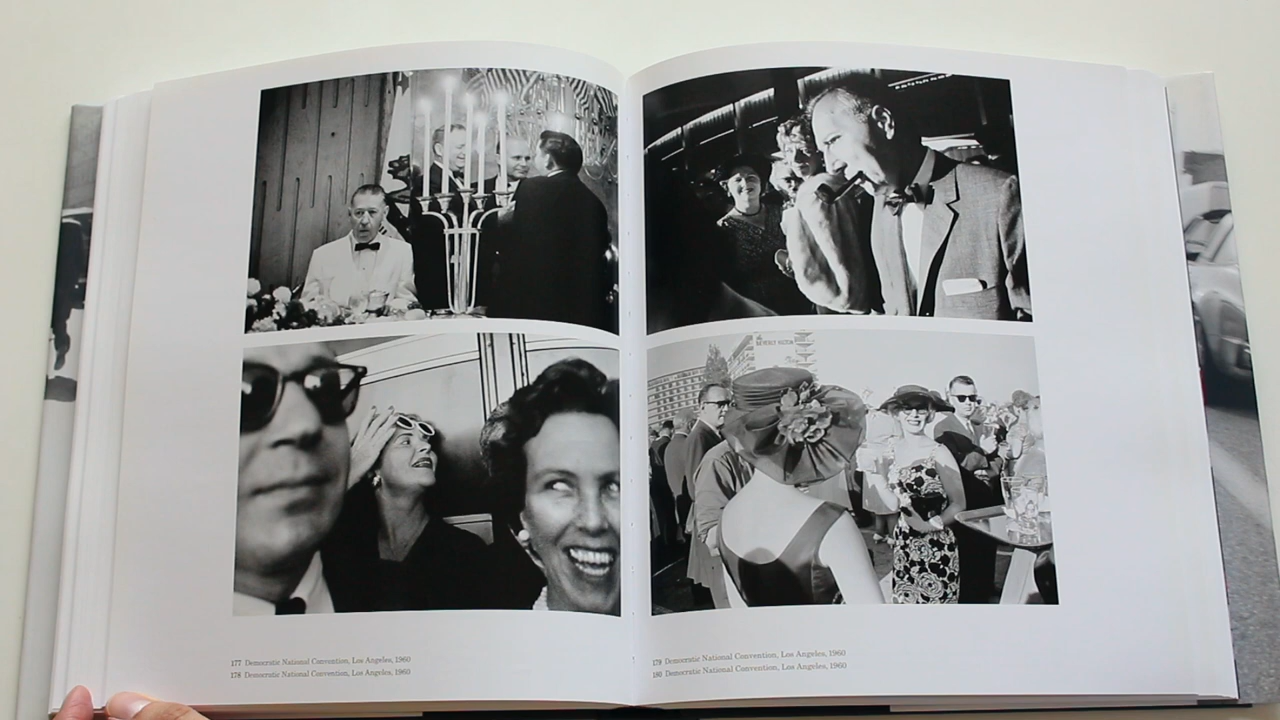 BEVERLY HILTON
177 Democratic National Convention, Los Angeles, 1960
178 Democratic National Convention, Los Angeles, 1960
179 Democratic National Convention, Los Angeles, 1960
180 Democratic National Convention, Los Angeles, 1960